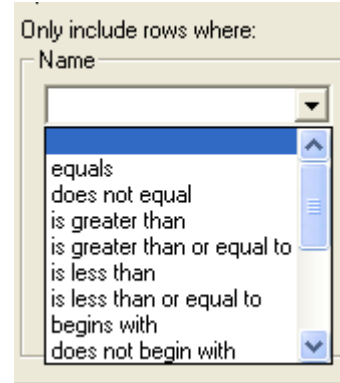 Only include rows where:
Name
equals
does not equal
is greater than
is greater than or equal to
is less than
is less than or equal to
begins with
does not begin with